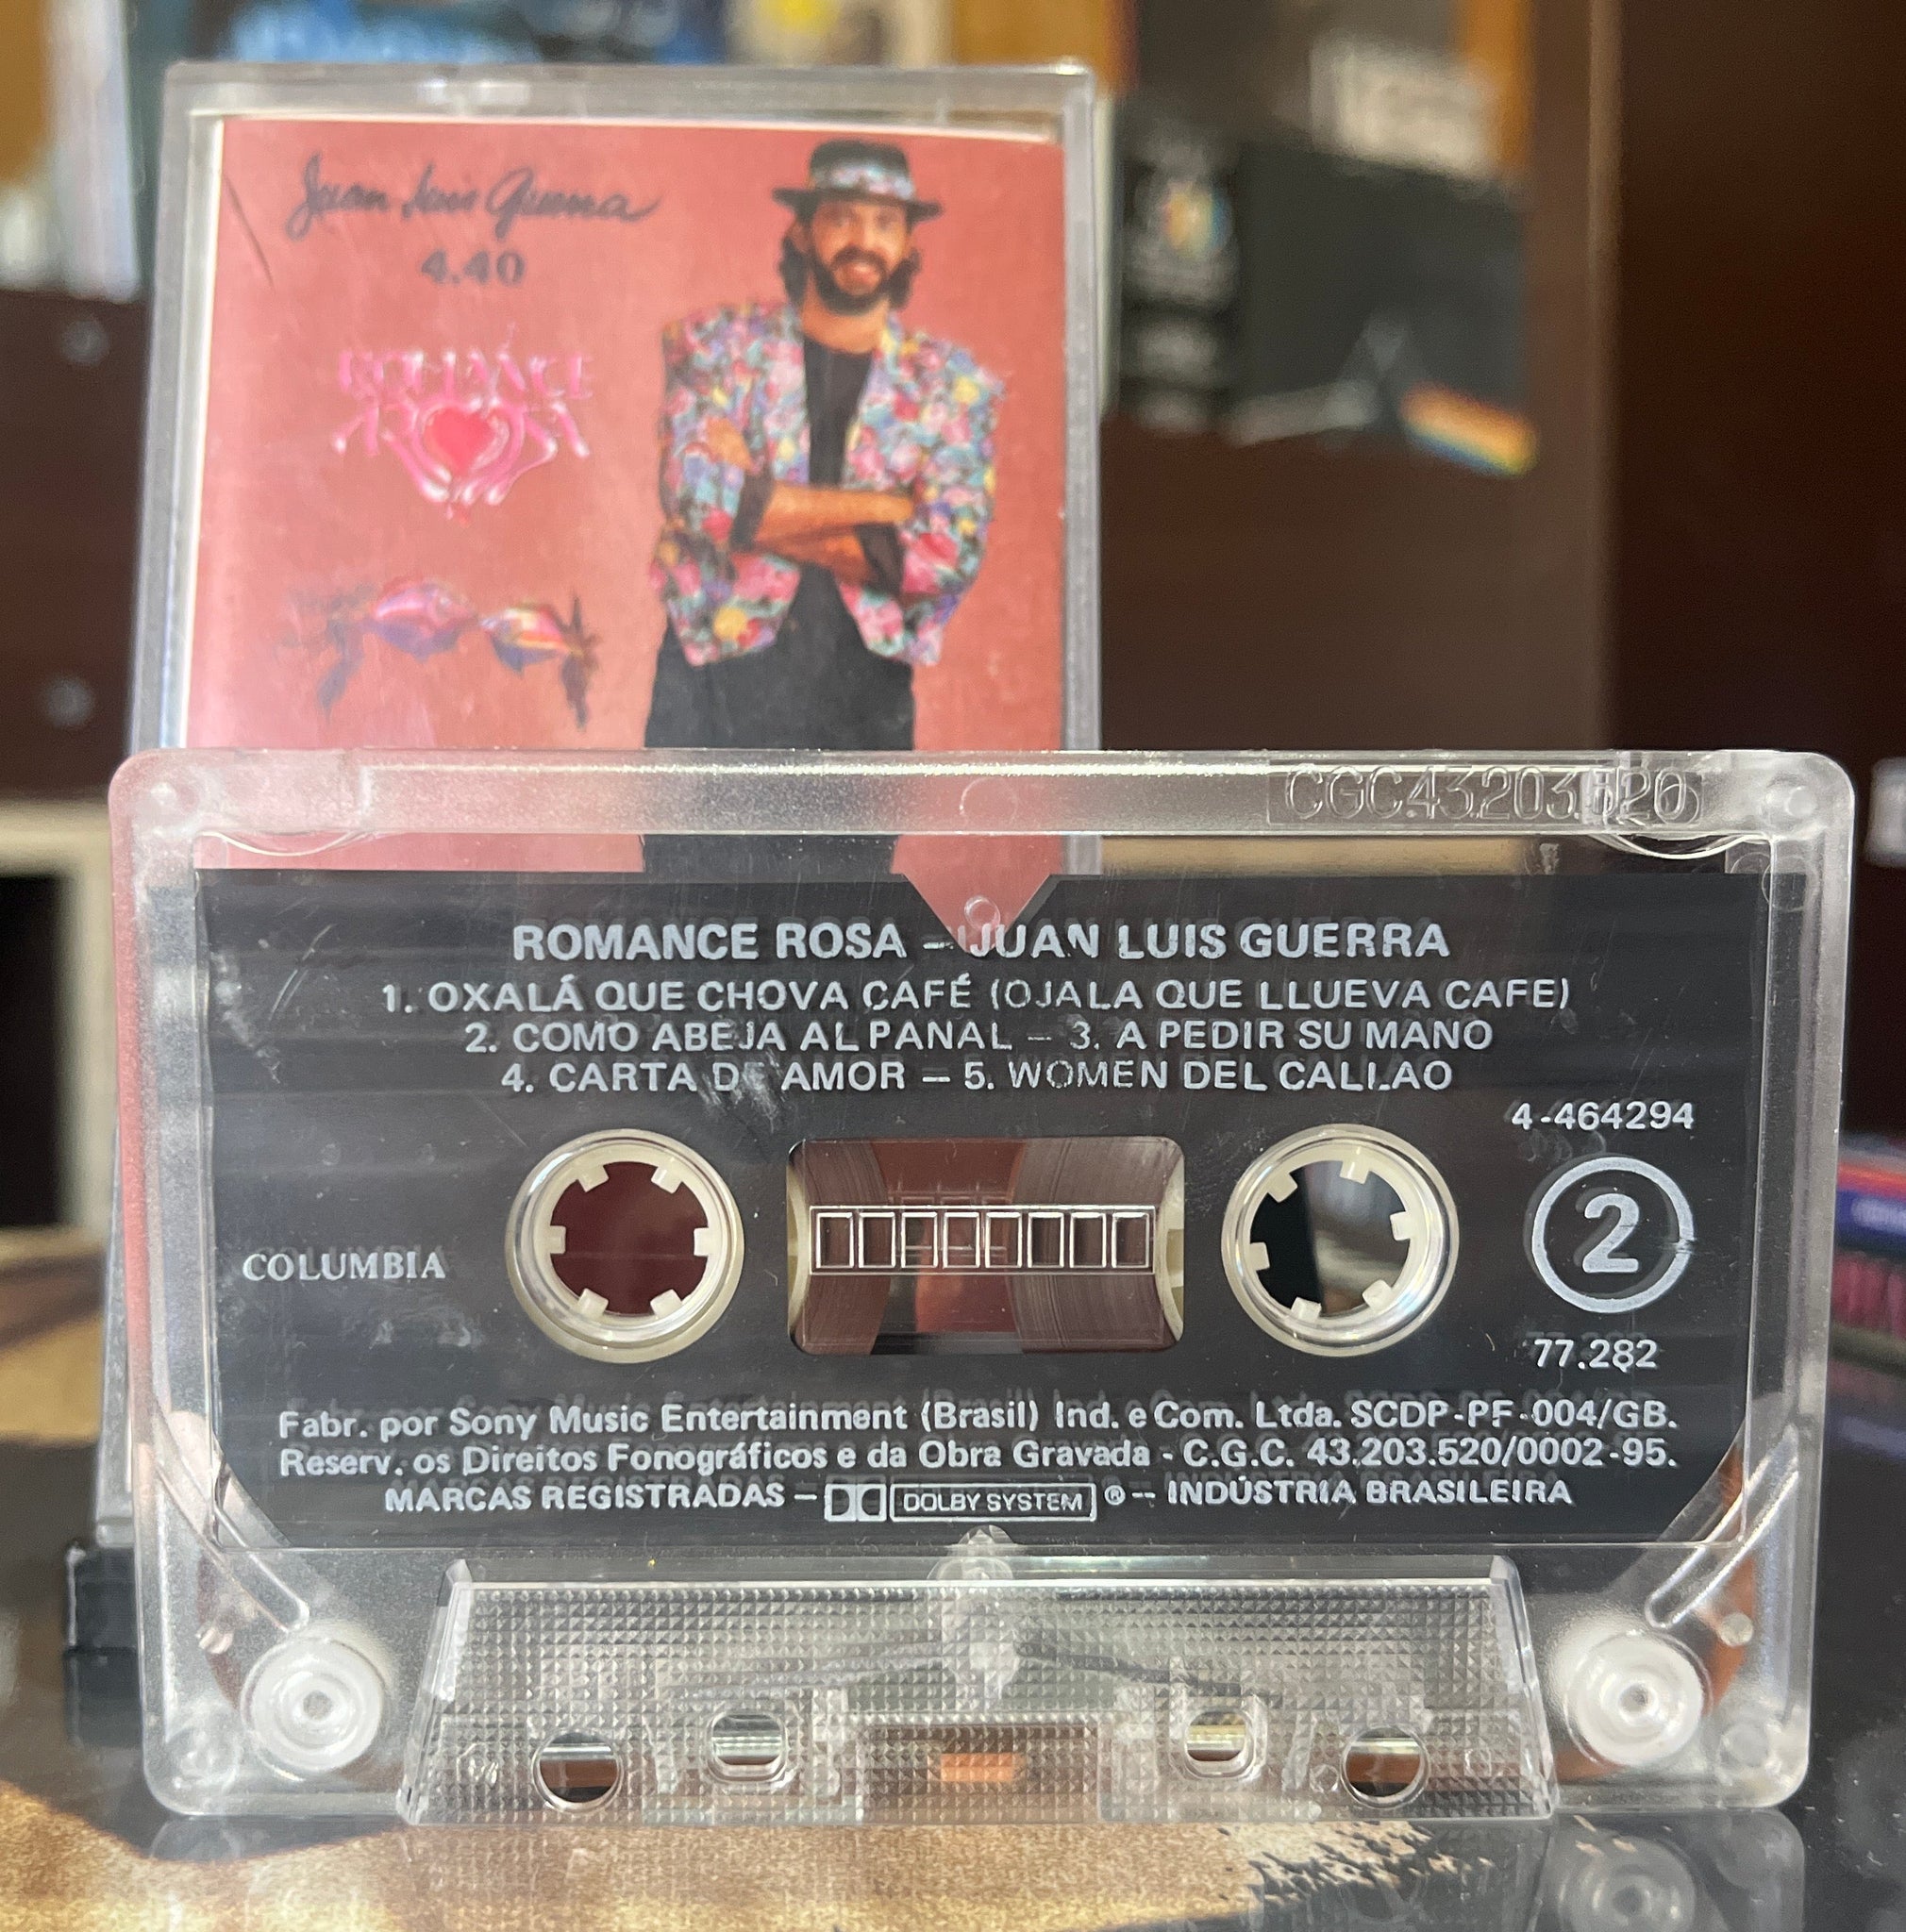 Juan Luis Guerra
4.40
ROMANCE
ROSA
CGC.43.203.520
ROMANCE ROSA – JUAN LUIS GUERRA
1. OXALÁ QUE CHOVA CAFÉ (OJALA QUE LLUEVA CAFE)
2. COMO ABEJA AL PANAL – 3. A PEDIR SU MANO
4. CARTA DE AMOR – 5. WOMEN DEL CALLAO
4-464294
COLUMBIA
2
77.282
Fabr. por Sony Music Entertainment (Brasil) Ind. e Com. Ltda. SCDP-PF-004/GB.
Reserv. os Direitos Fonográficos e da Obra Gravada - C.G.C. 43.203.520/0002-95.
MARCAS REGISTRADAS – DOLBY SYSTEM ® – INDÚSTRIA BRASILEIRA